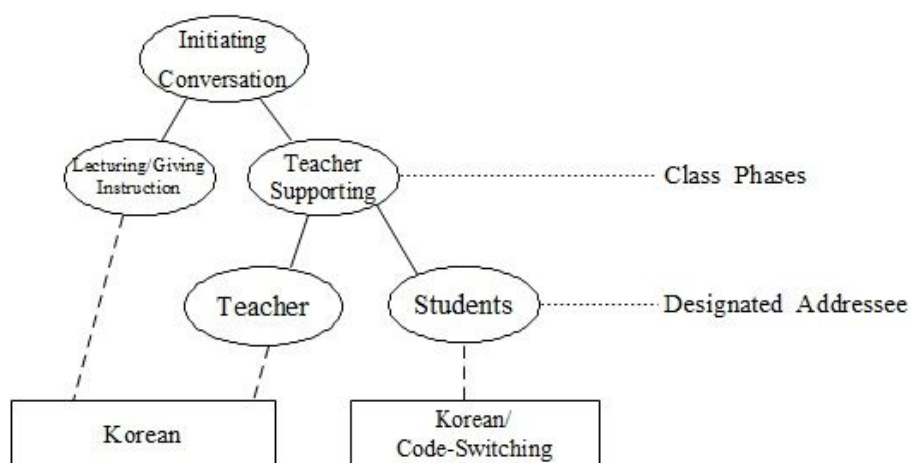 Initiating
Conversation
Lecturing/Giving
Instruction
Teacher
Supporting
Class Phases
Teacher
Students
Designated Addressee
Korean
Korean/
Code-Switching